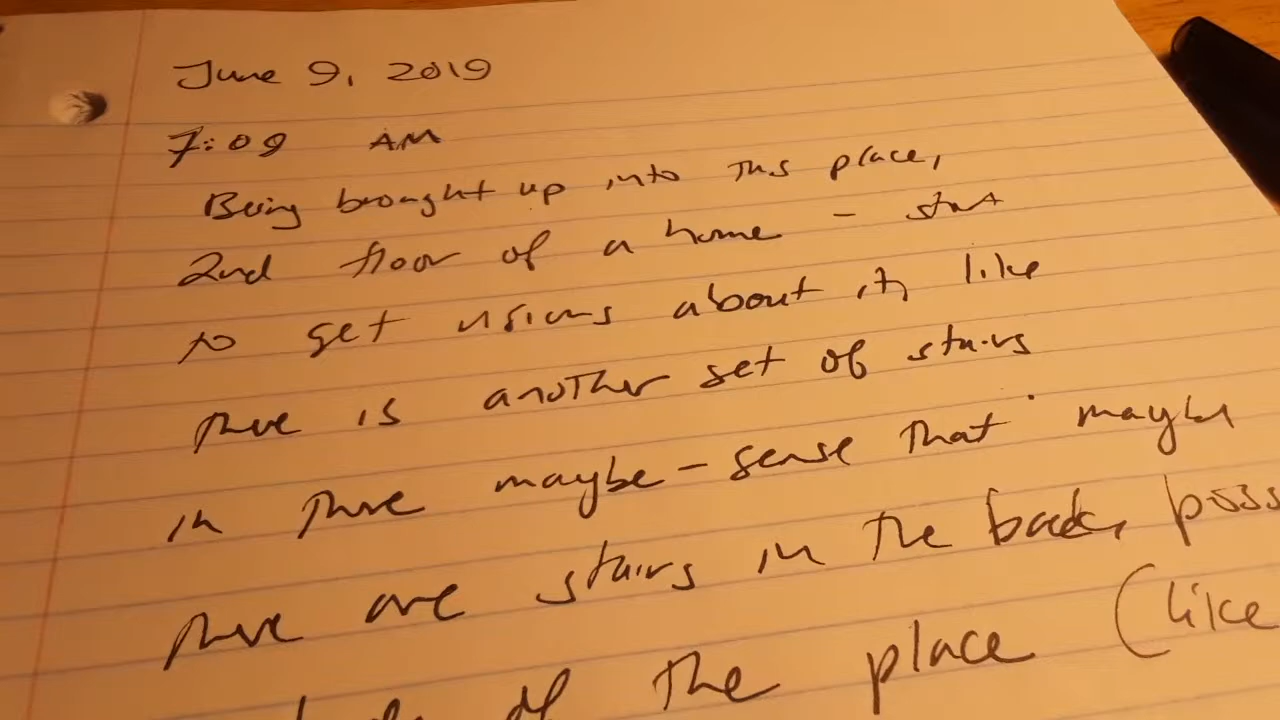 June 9, 2019
7:09 AM
Being brought up into this place,
2nd floor of a home - start
to get visions about it, like
there is another set of stairs
in there maybe - sense that maybe
there are stairs in the back, poss
of the place (like